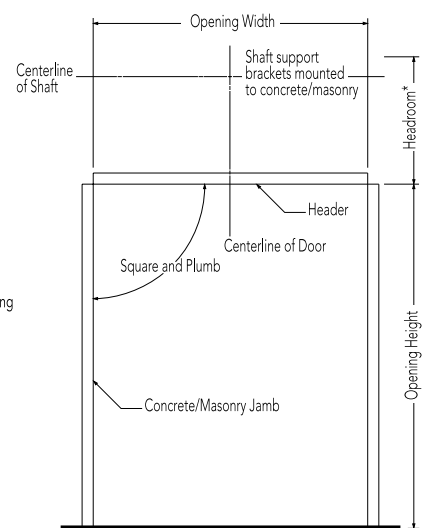 Opening Width
Centerline
of Shaft
Shaft support
brackets mounted
to concrete/masonry
Headroom*
Header
Centerline of Door
Square and Plumb
ng
Opening Height
Concrete/Masonry Jamb